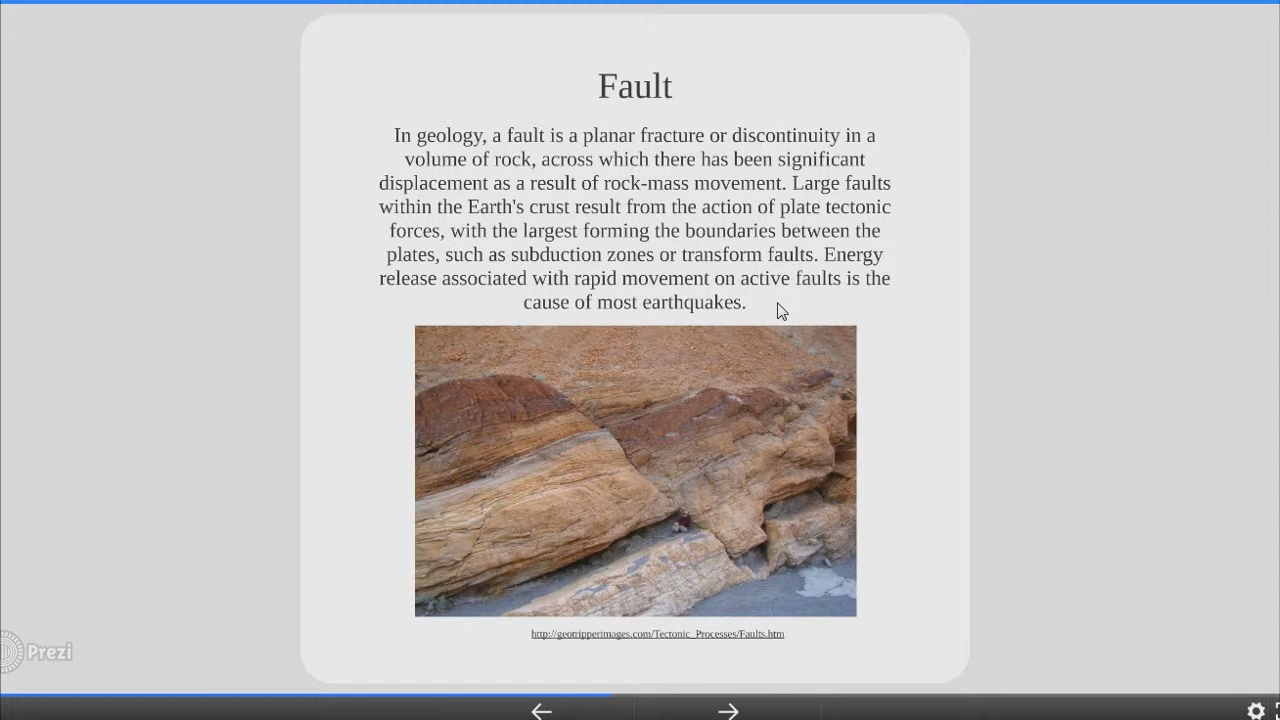 Fault
In geology, a fault is a planar fracture or discontinuity in a
volume of rock, across which there has been significant
displacement as a result of rock-mass movement. Large faults
within the Earth's crust result from the action of plate tectonic
forces, with the largest forming the boundaries between the
plates, such as subduction zones or transform faults. Energy
release associated with rapid movement on active faults is the
cause of most earthquakes.
http://geotripperimages.com/Tectonic_Processes/Faults.htm
Prezi